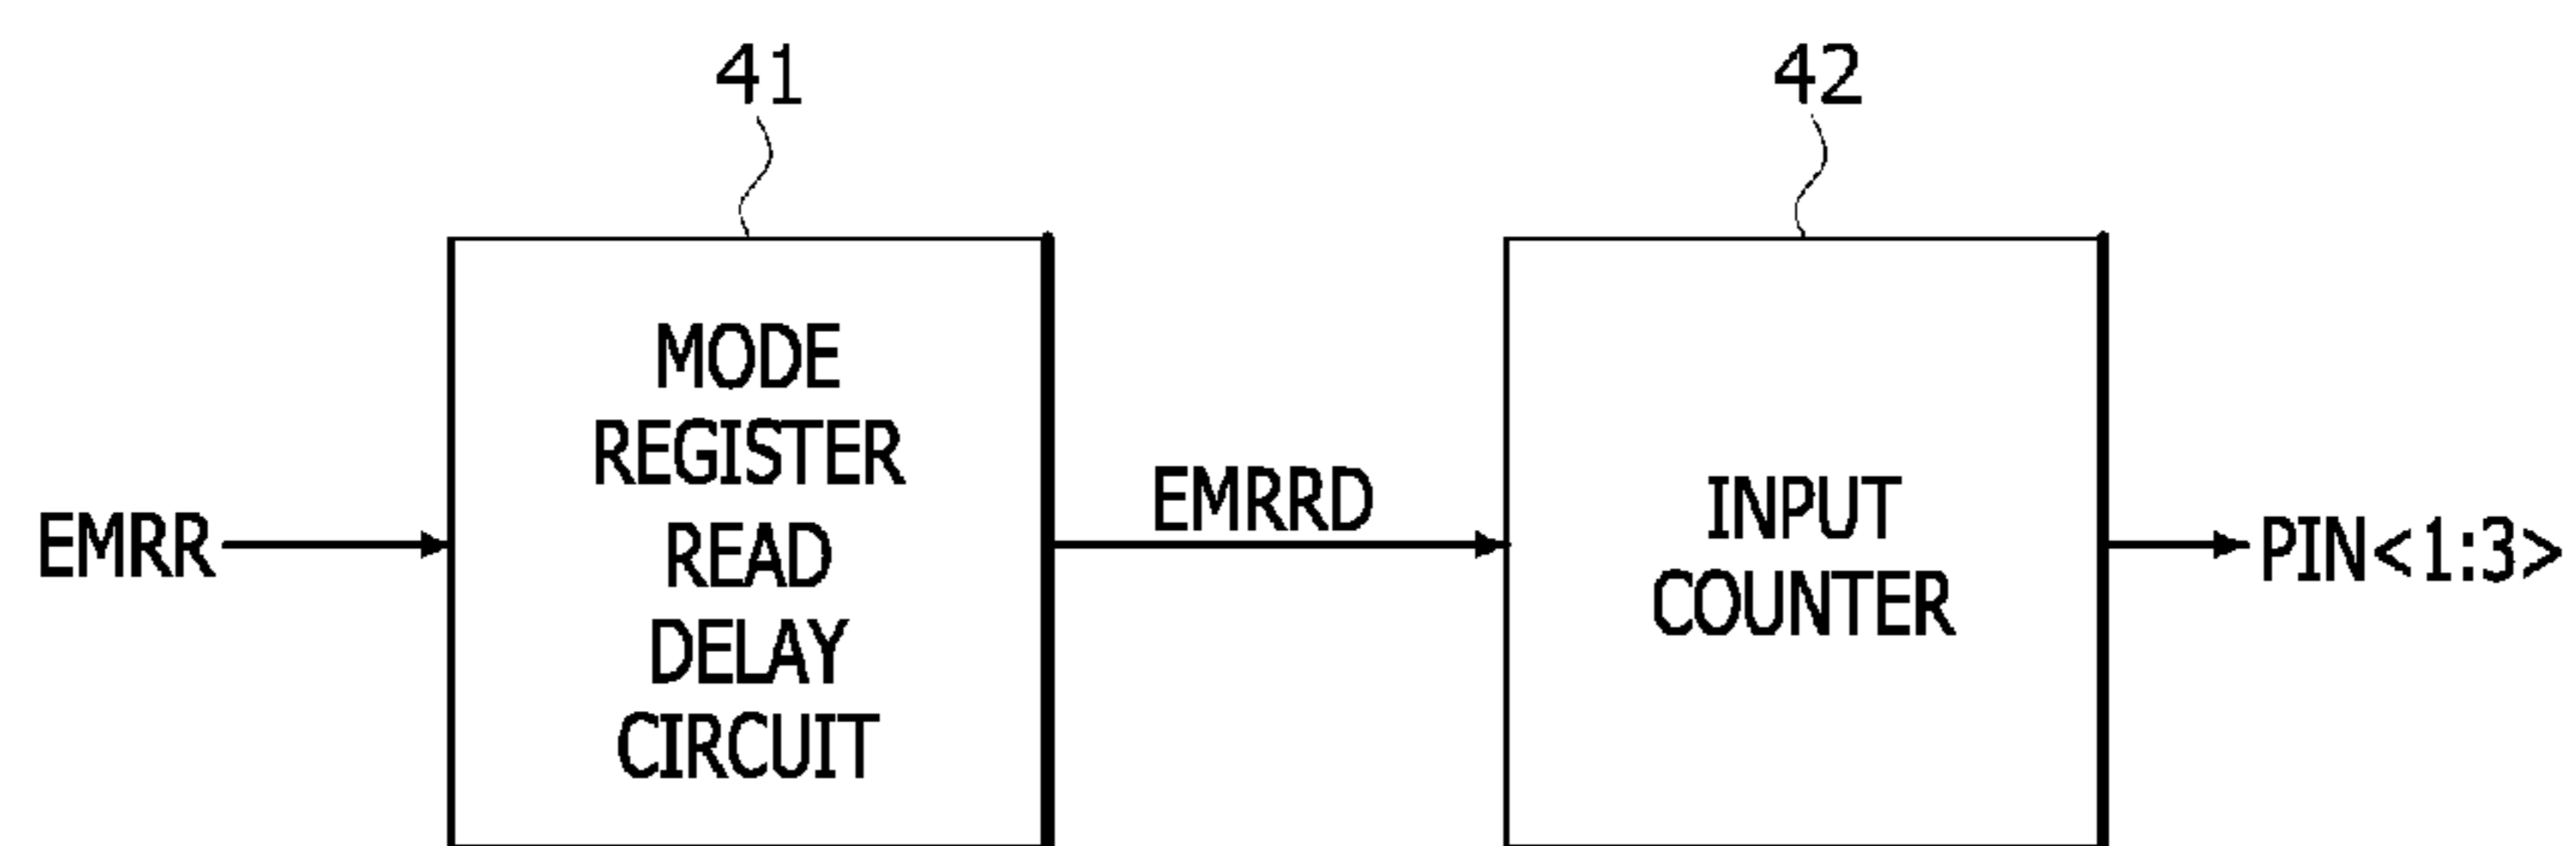 41
42
MODE
REGISTER
READ
DELAY
CIRCUIT
EMRR
EMRRD
INPUT
COUNTER
PIN<1:3>